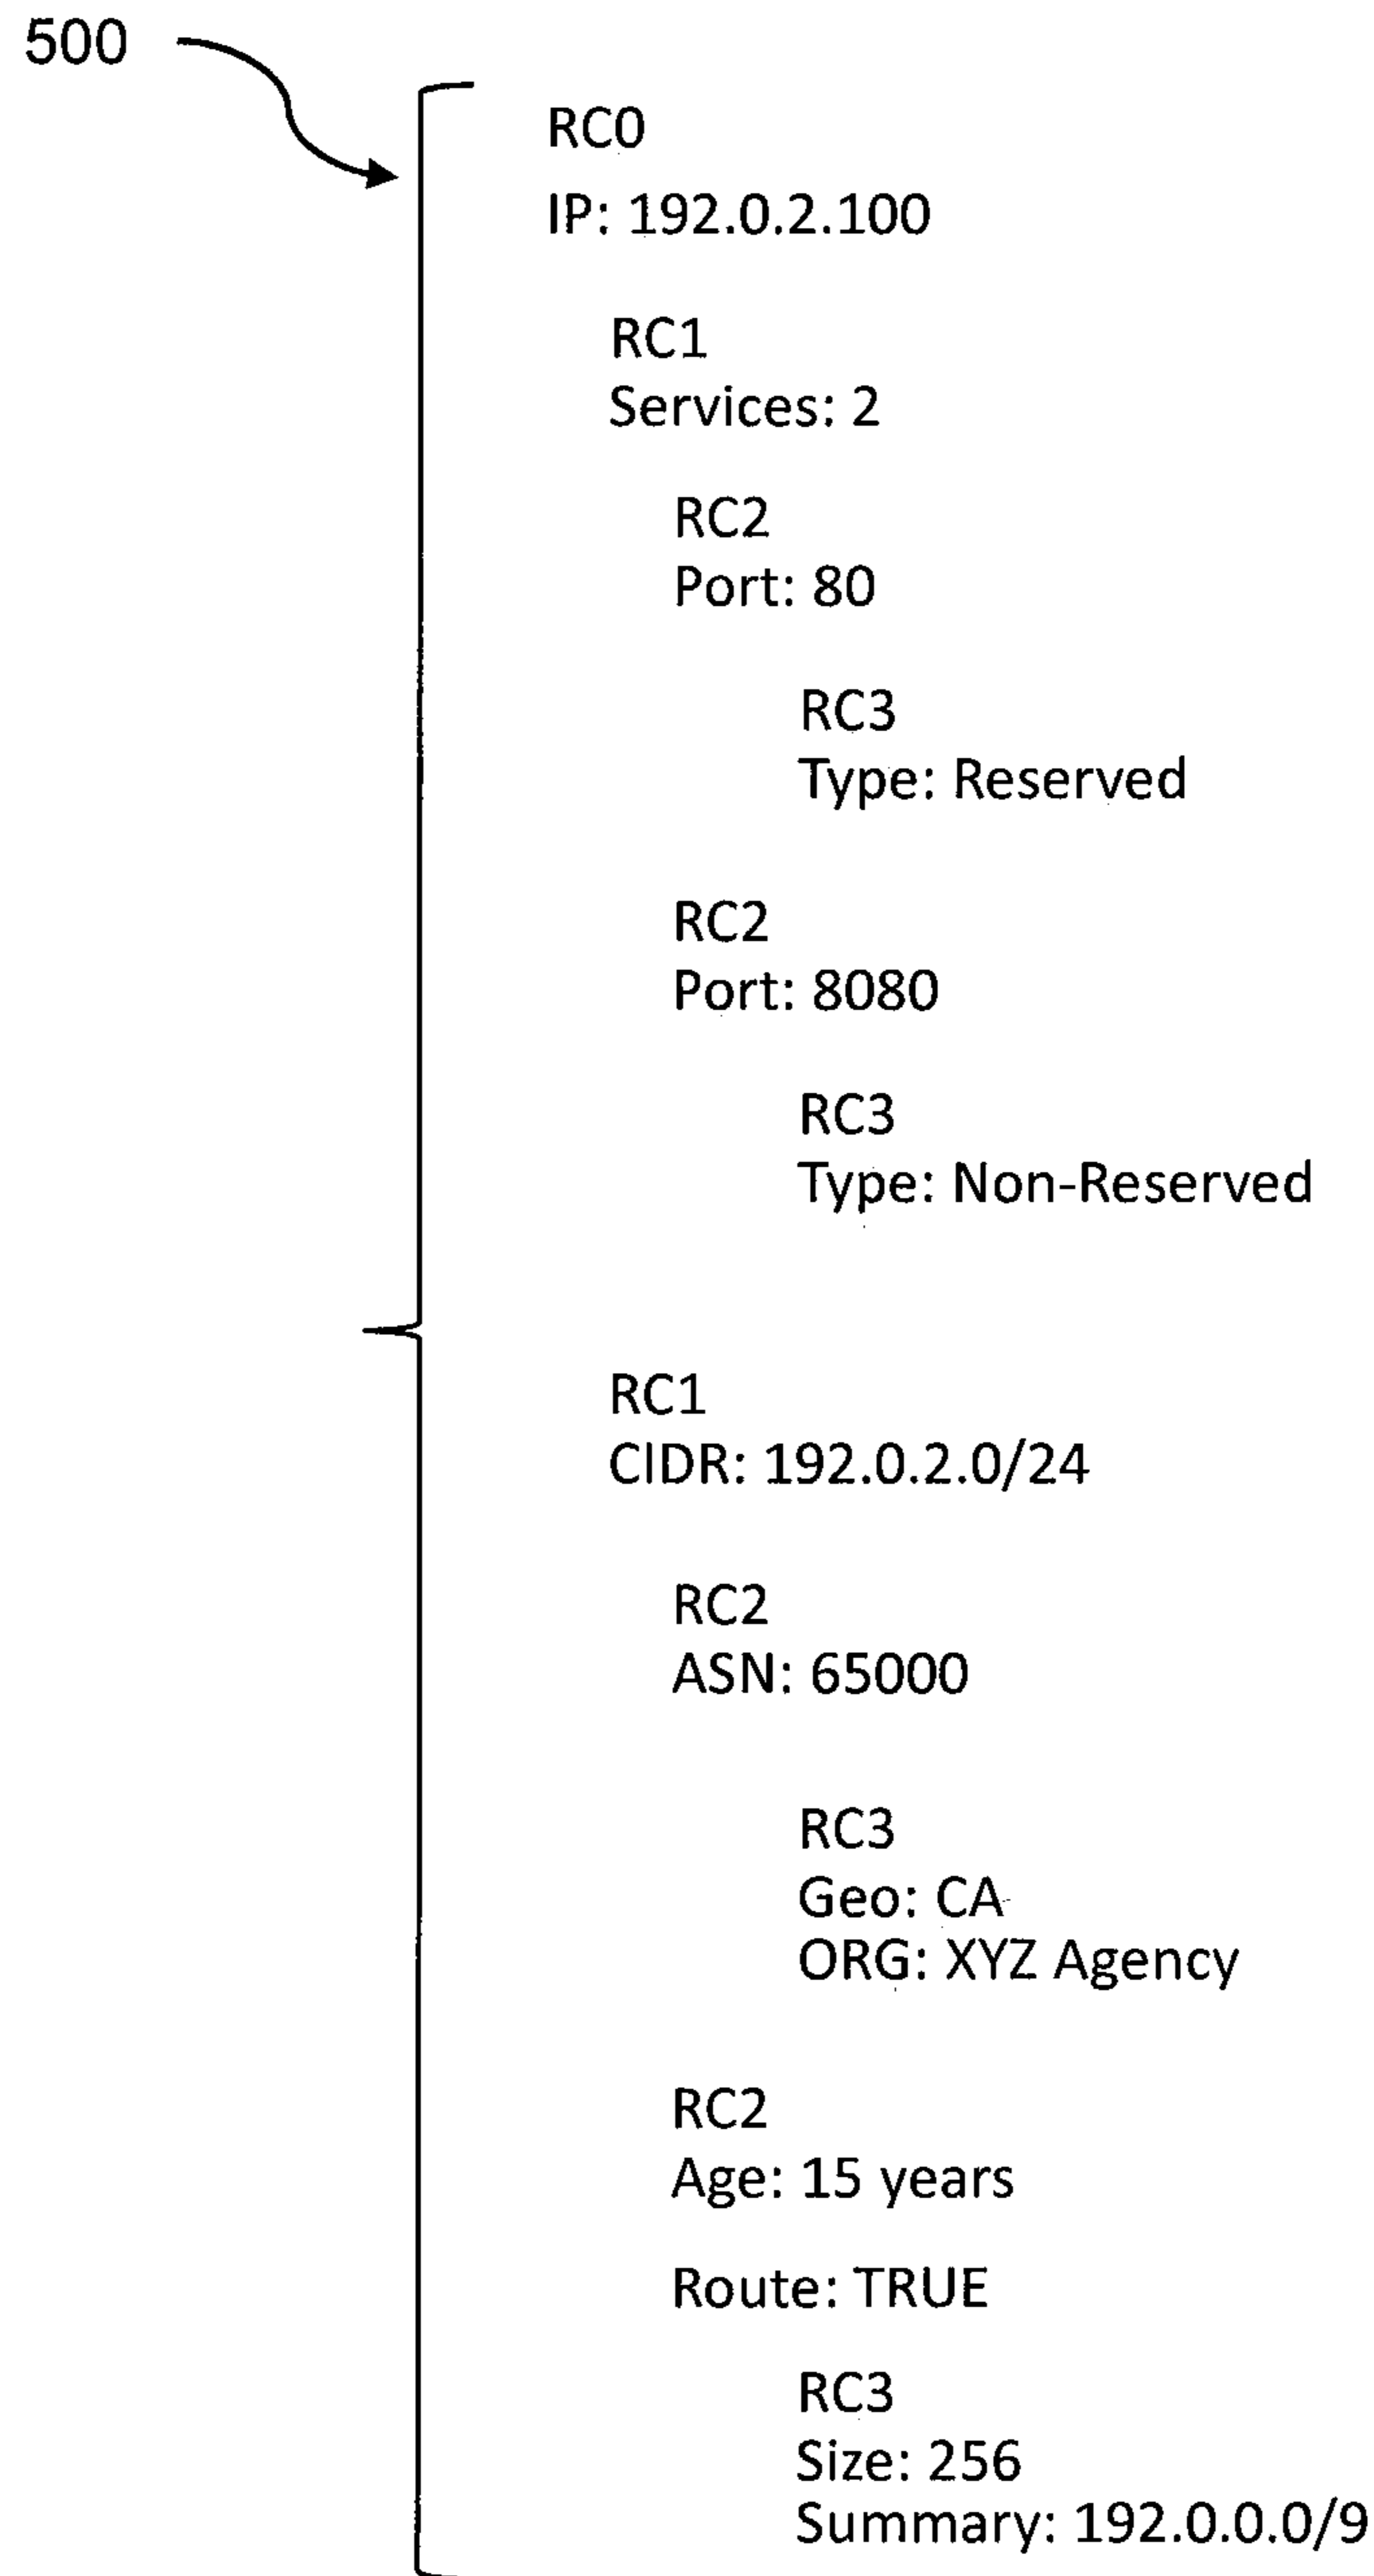 500
RC0
IP: 192.0.2.100
RC1
Services: 2
RC2
Port: 80
RC3
Type: Reserved
RC2
Port: 8080
RC3
Type: Non-Reserved
RC1
CIDR: 192.0.2.0/24
RC2
ASN: 65000
RC3
Geo: CA
ORG: XYZ Agency
RC2
Age: 15 years
Route: TRUE
RC3
Size: 256
Summary: 192.0.0.0/9